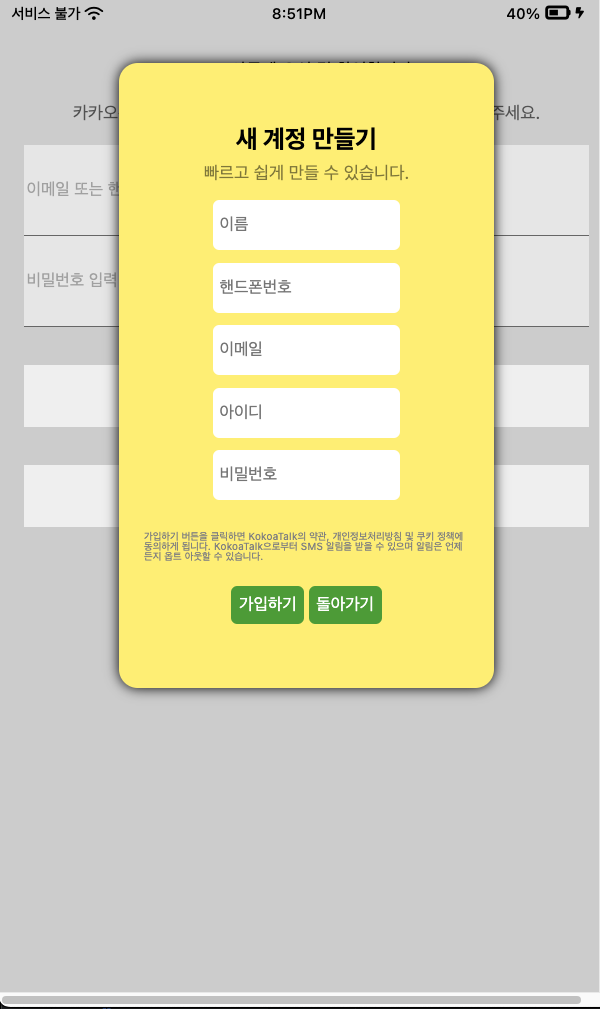 서비스 불가 8:51PM 40%
카카오 주세요.
새 계정 만들기
빠르고 쉽게 만들 수 있습니다.
이메일 또는
이름
핸드폰번호
비밀번호 입력
이메일
아이디
비밀번호
가입하기 버튼을 클릭하면 KokoaTalk의 약관, 개인정보처리방침 및 쿠키 정책에
동의하게 됩니다. KokoaTalk으로부터 SMS 알림을 받을 수 있으며 알림은 언제
든지 옵트 아웃할 수 있습니다.
가입하기 돌아가기